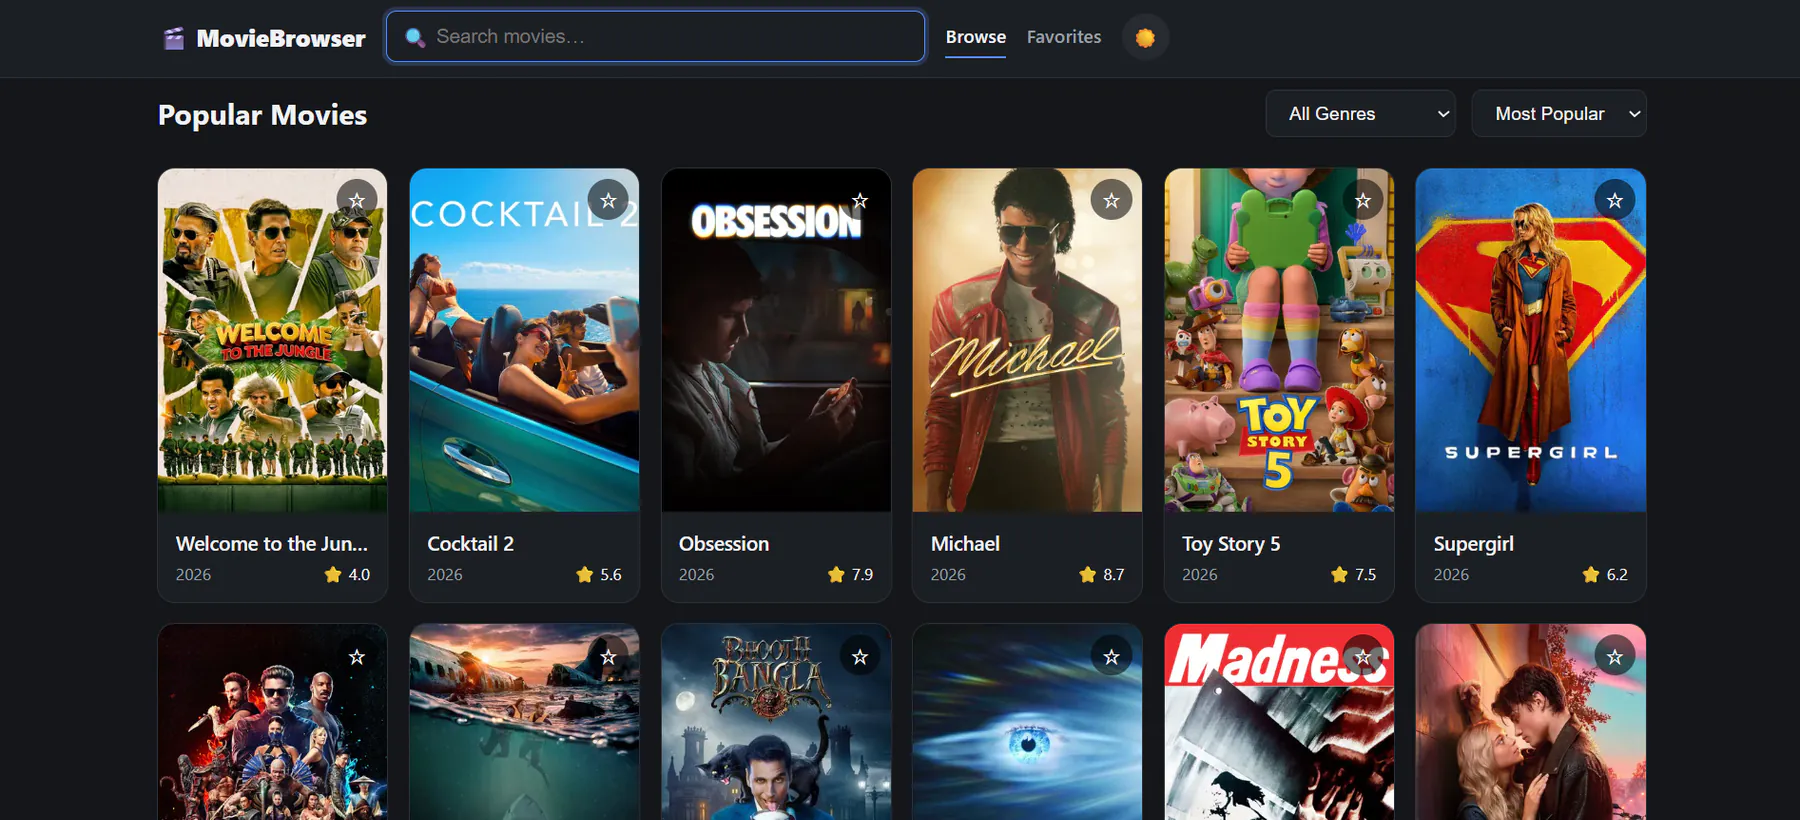 MovieBrowser
Search movies...
Browse
Favorites
Popular Movies
All Genres
Most Popular
WELCOME
TO THE JUNGLE
COCKTAIL 2
OBSESSION
Michael
TOY
STORY
5
SUPERGIRL
Welcome to the Jun...
2026
4.0
Cocktail 2
2026
5.6
Obsession
2026
7.9
Michael
2026
8.7
Toy Story 5
2026
7.5
Supergirl
2026
6.2
BHOOTH
BANGLA
Madness